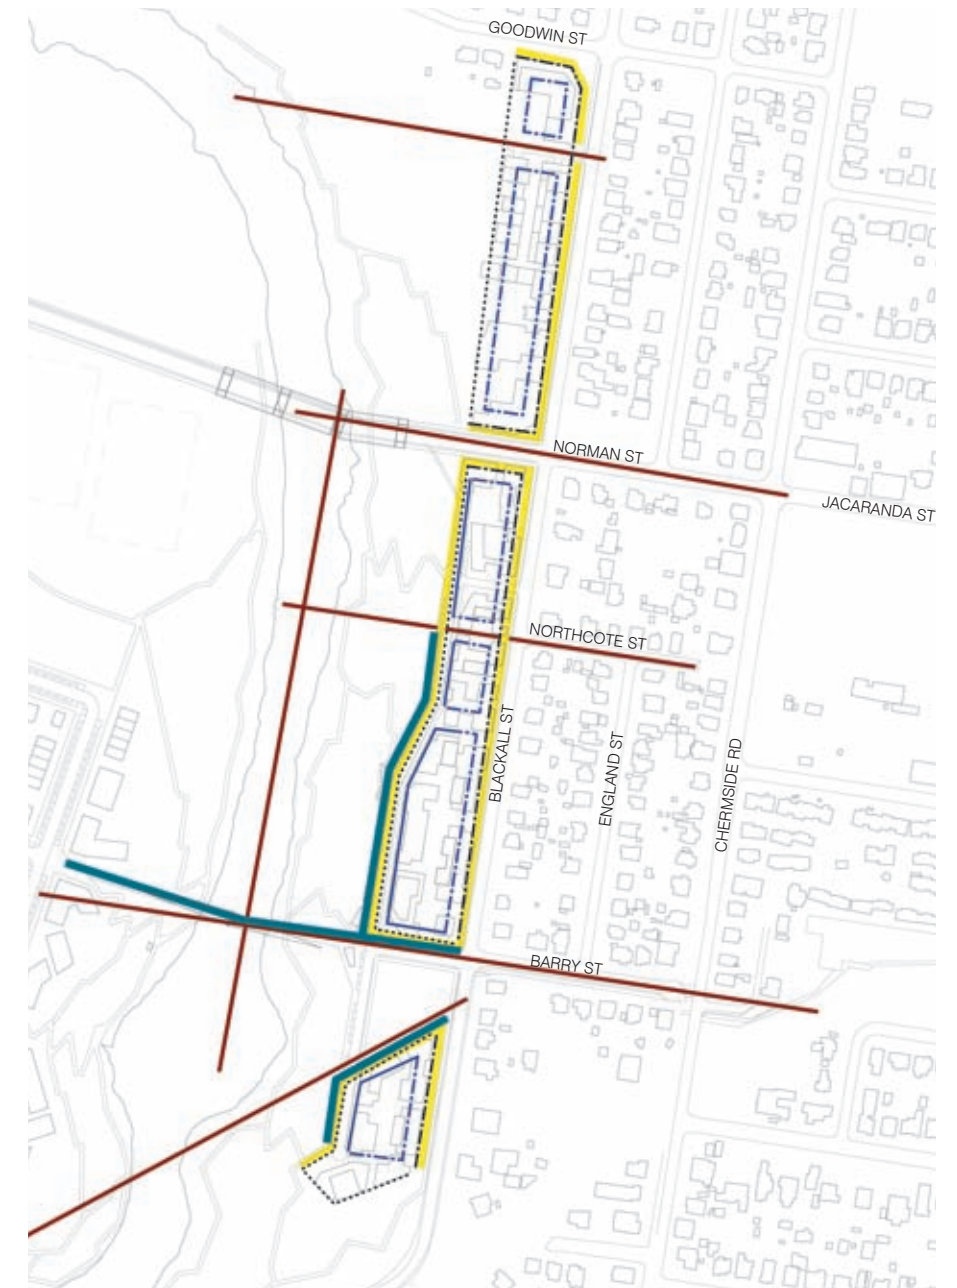 GOODWIN ST
NORMAN ST
JACARANDA ST
NORTHCOTE ST
BLACKALL ST
ENGLAND ST
CHERMSIDE RD
BARRY ST